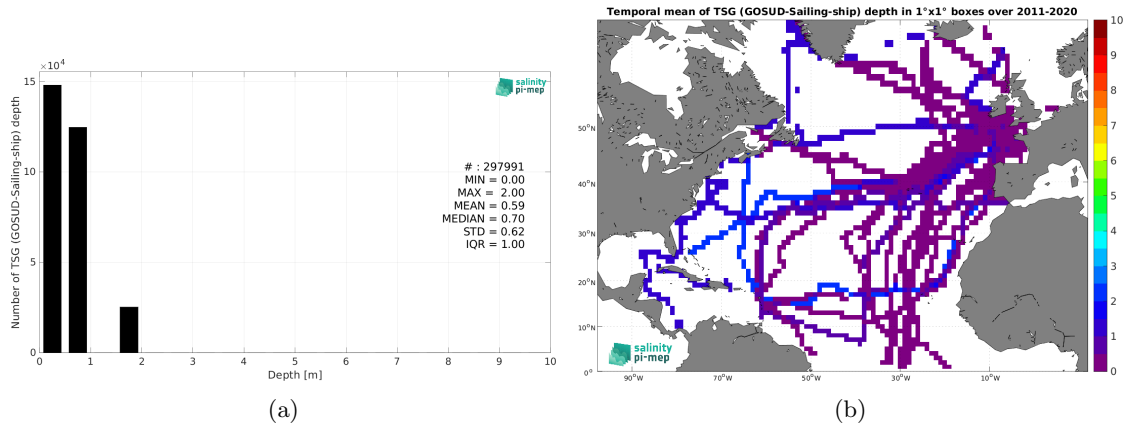 Temporal mean of TSG (GOSUD-Sailing-ship) depth in 1°x1° boxes over 2011-2020
×10⁴
15
10
5
0
Number of TSG (GOSUD-Sailing-ship) depth
0 1 2 3 4 5 6 7 8 9 10
Depth [m]
salinity
pi-mep
# : 297991
MIN = 0.00
MAX = 2.00
MEAN = 0.59
MEDIAN = 0.70
STD = 0.62
IQR = 1.00
(a)
50°N
40°N
30°N
20°N
10°N
0°
90°W 70°W 50°W 30°W 10°W
salinity
pi-mep
10
9
8
7
6
5
4
3
2
1
0
(b)